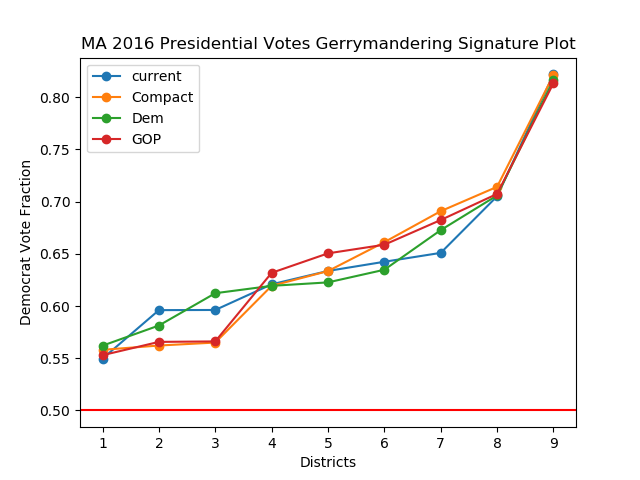 MA 2016 Presidential Votes Gerrymandering Signature Plot
current
Compact
Dem
GOP
Democrat Vote Fraction
0.80
0.75
0.70
0.65
0.60
0.55
0.50
1 2 3 4 5 6 7 8 9
Districts